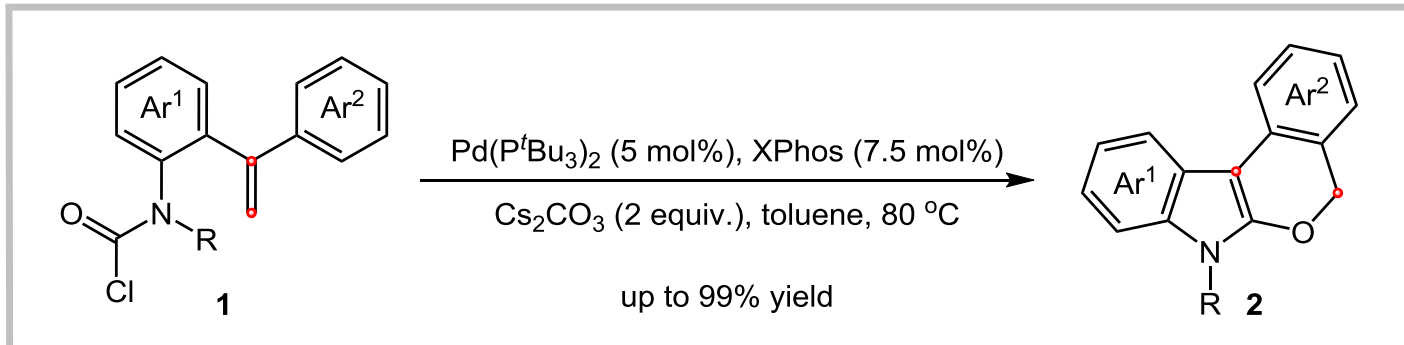 Ar¹
Ar²
O
N
R
Cl
1
Pd(PᵗBu₃)₂ (5 mol%), XPhos (7.5 mol%)
Cs₂CO₃ (2 equiv.), toluene, 80 °C
up to 99% yield
Ar²
Ar¹
O
N
R
2